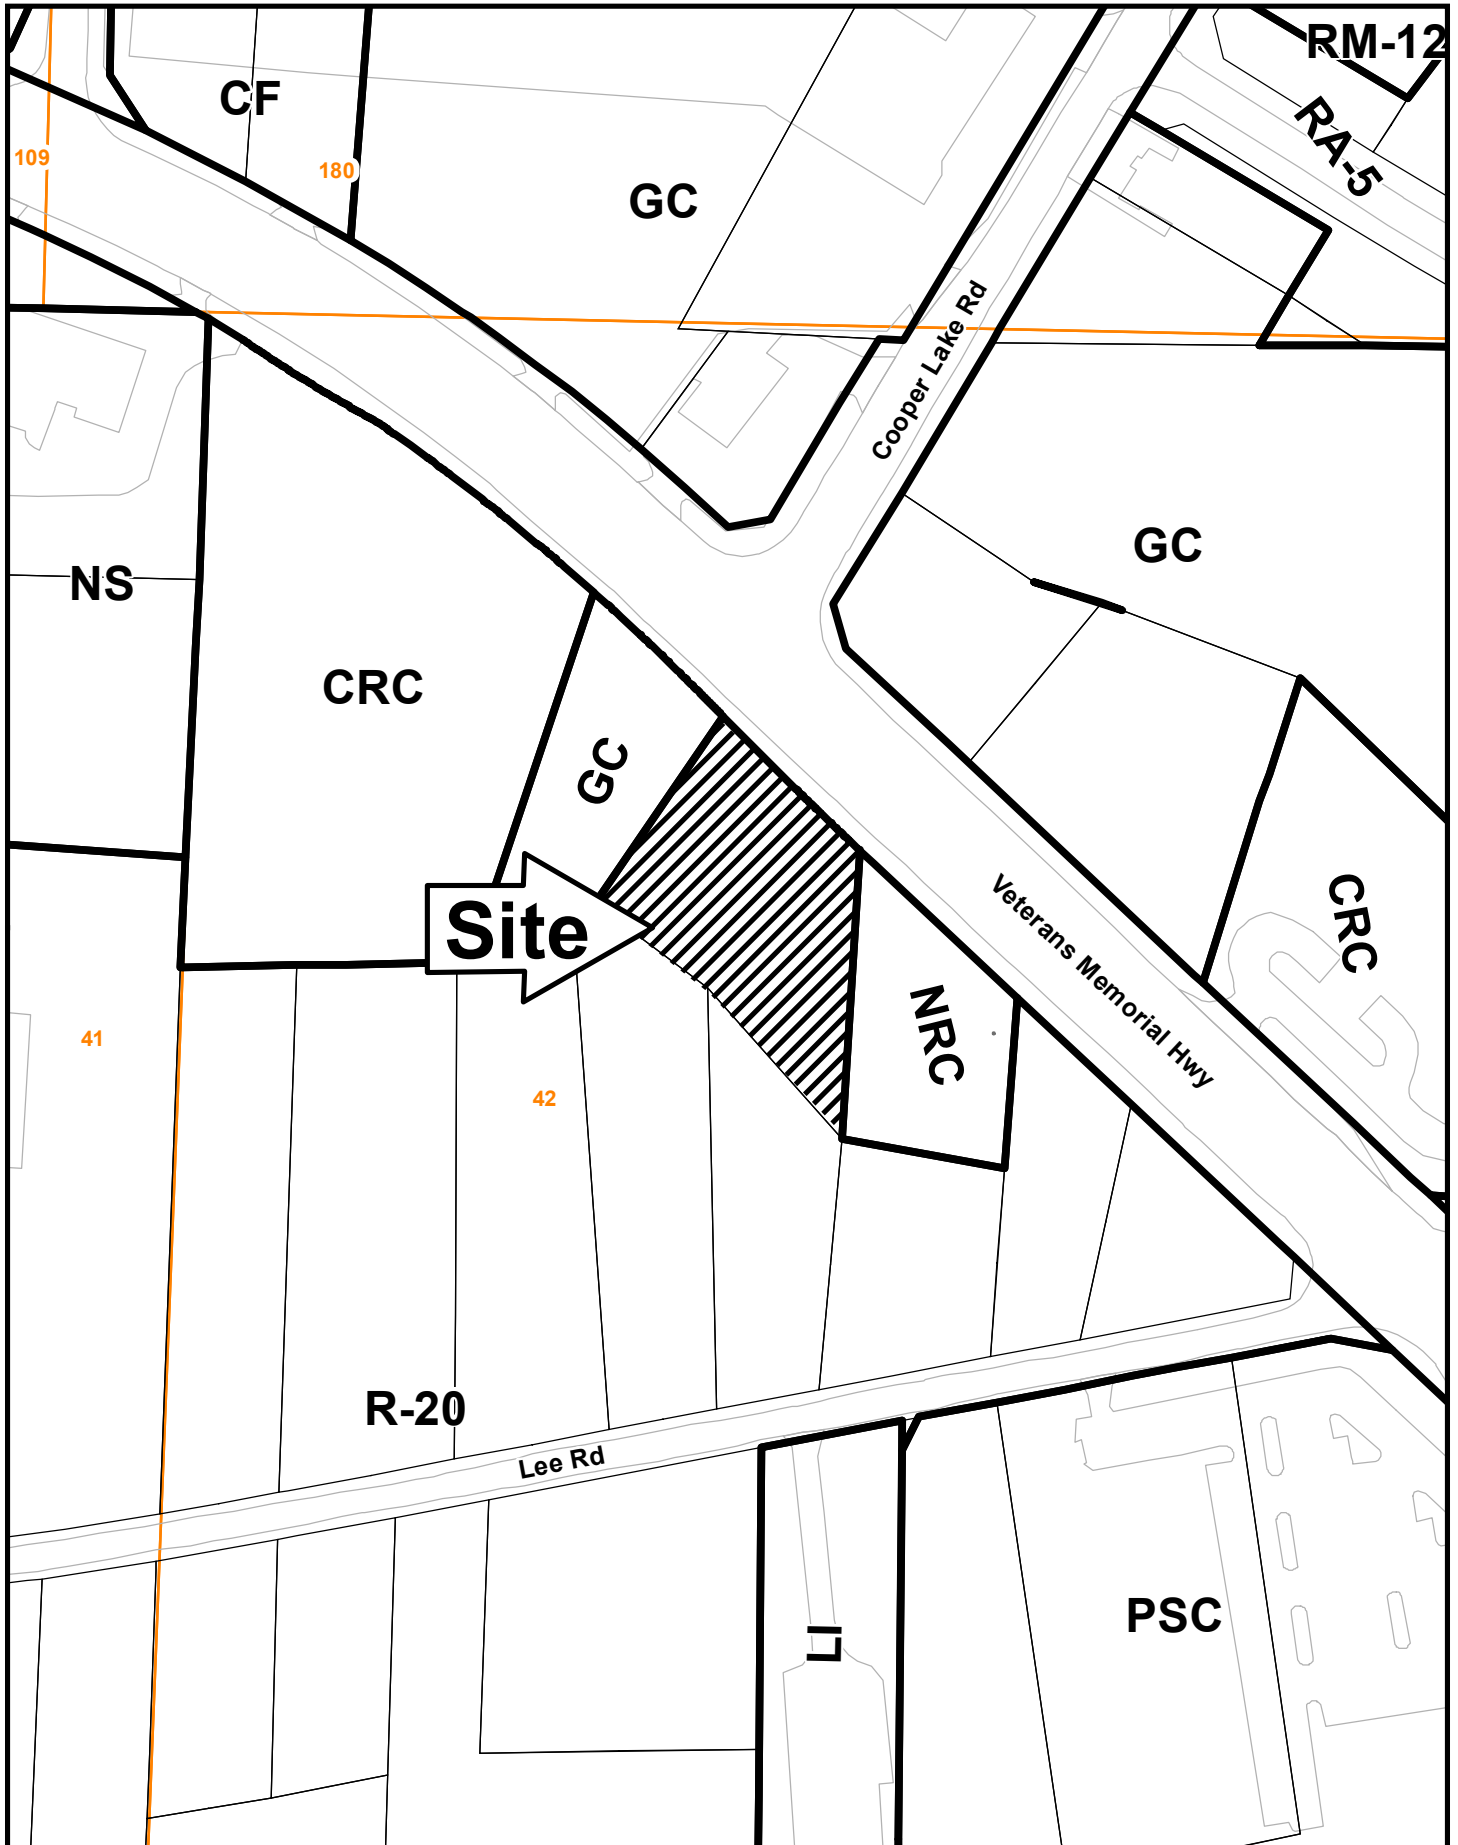 RM-12
CF
RA-5
109
180
GC
Cooper Lake Rd
GC
NS
CRC
GC
Site
Veterans Memorial Hwy
CRC
NRC
41
42
R-20
Lee Rd
LI
PSC